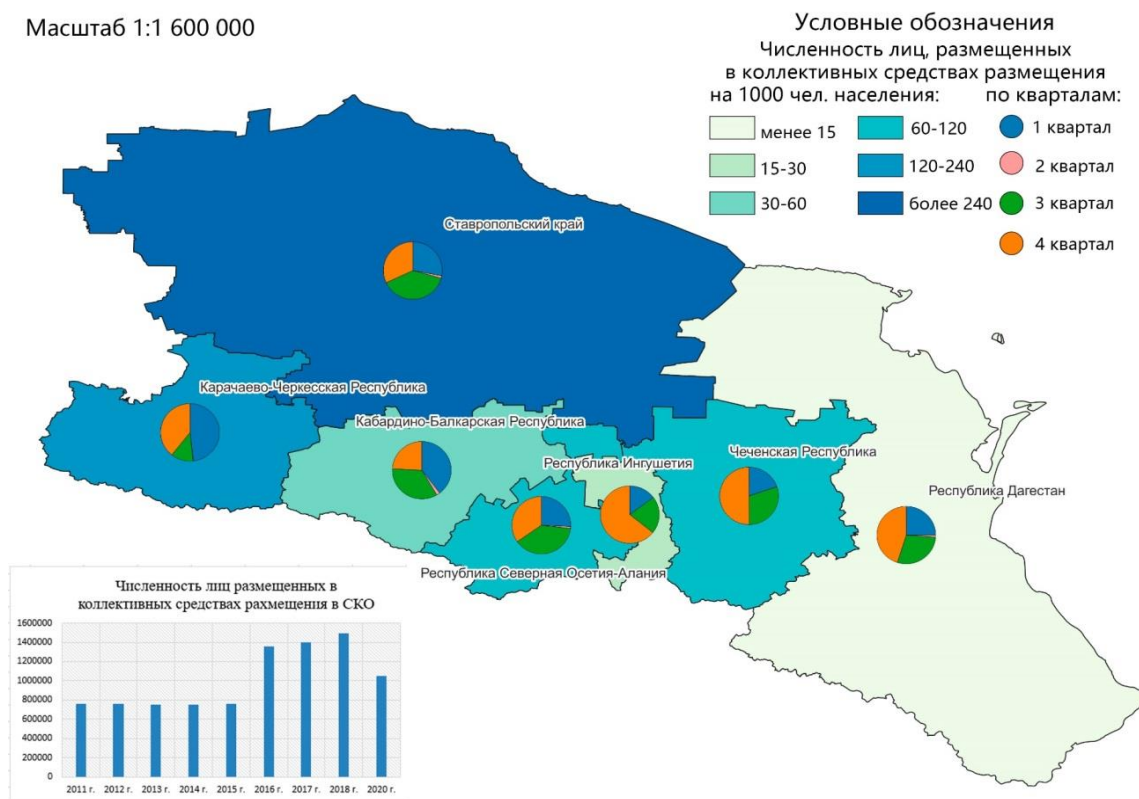 Масштаб 1:1 600 000
Условные обозначения
Численность лиц, размещенных
в коллективных средствах размещения
на 1000 чел. населения:
по кварталам:
менее 15
60-120
1 квартал
15-30
120-240
2 квартал
30-60
более 240
3 квартал
4 квартал
Ставропольский край
Карачаево-Черкесская Республика
Кабардино-Балкарская Республика
Республика Ингушетия
Чеченская Республика
Республика Дагестан
Республика Северная Осетия-Алания
Численность лиц размещенных в
коллективных средствах рахмещения в СКО
1600000
1400000
1200000
1000000
800000
600000
400000
200000
0
2011 г. 2012 г. 2013 г. 2014 г. 2015 г. 2016 г. 2017 г. 2018 г. 2020 г.